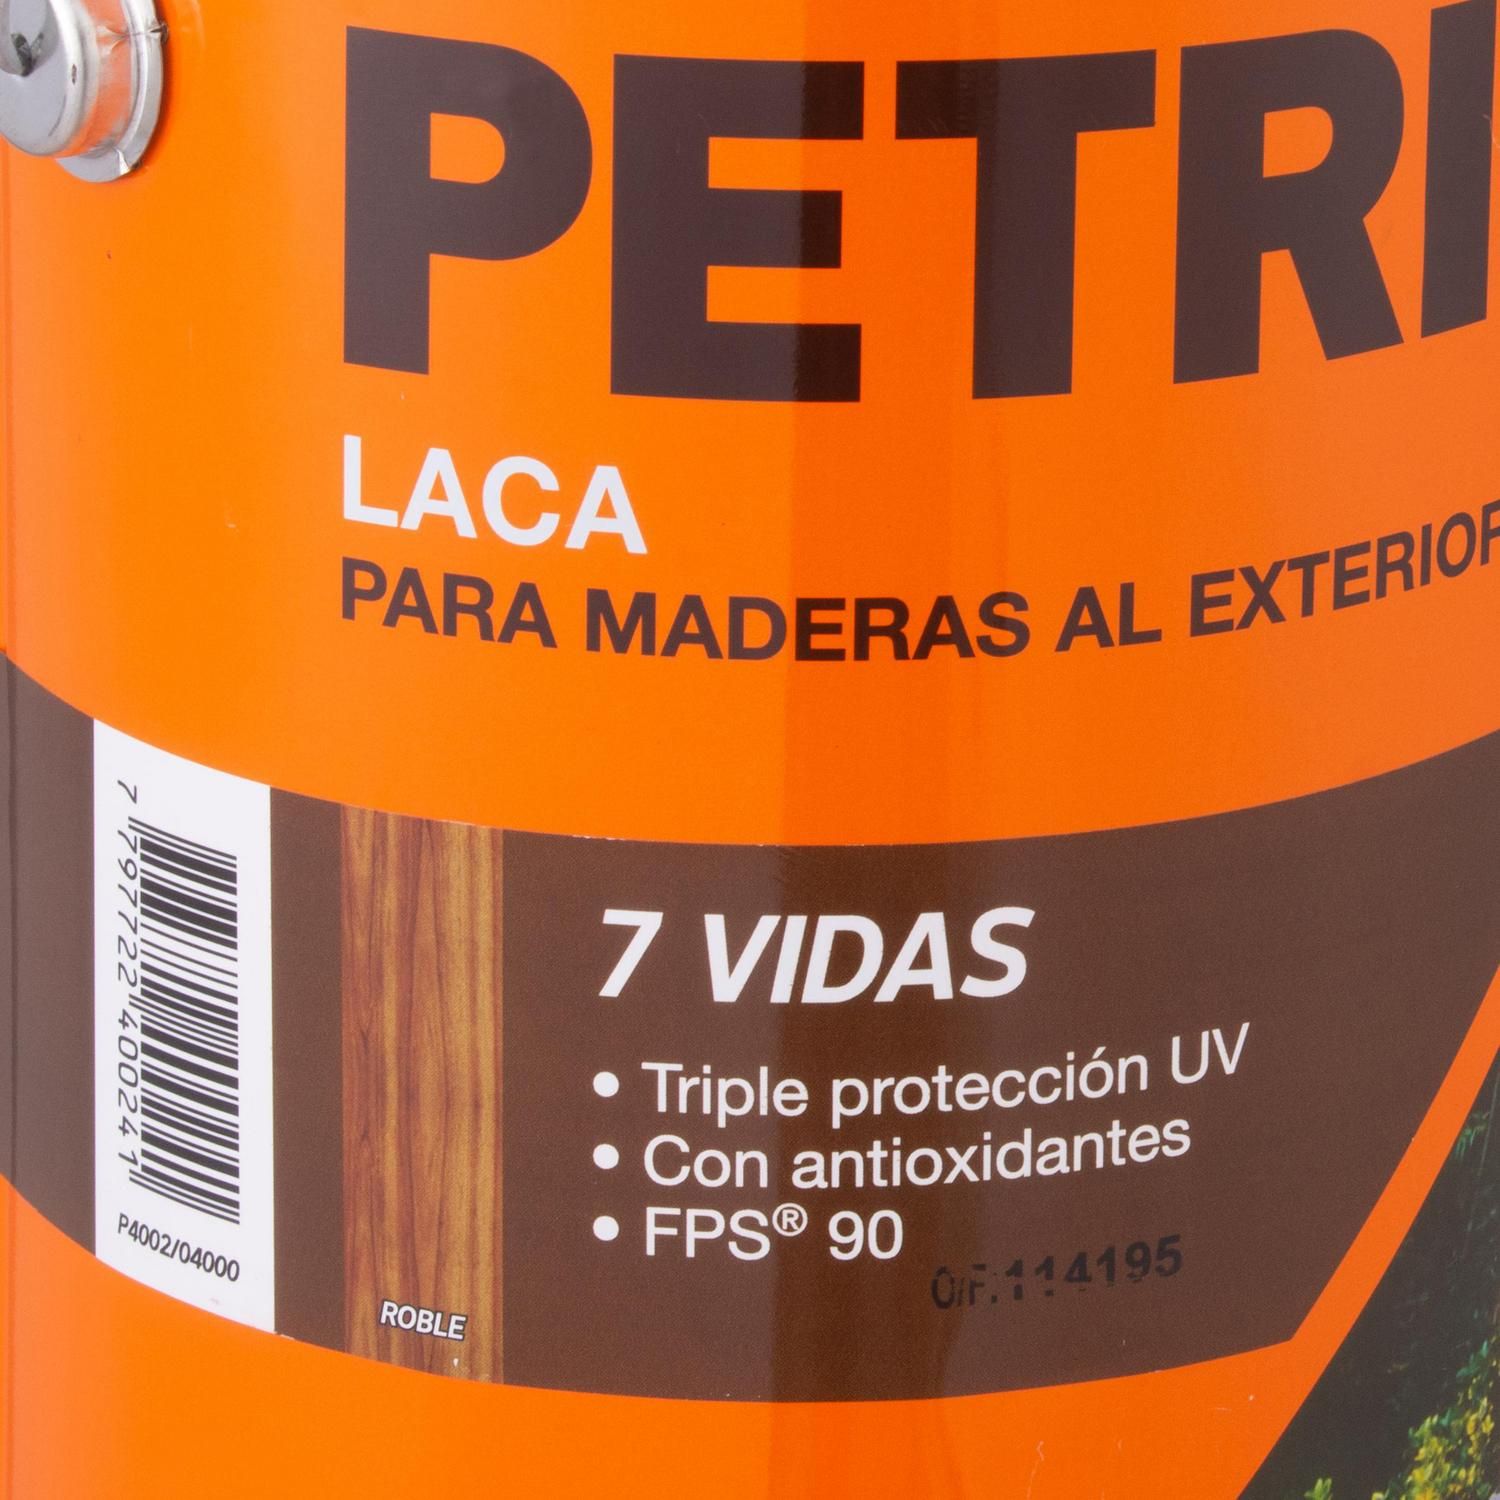 PETRI
LACA
PARA MADERAS AL EXTERIOR
7 797722 400241
P4002/04000
ROBLE
7 VIDAS
• Triple protección UV
• Con antioxidantes
• FPS® 90
O/F:114195